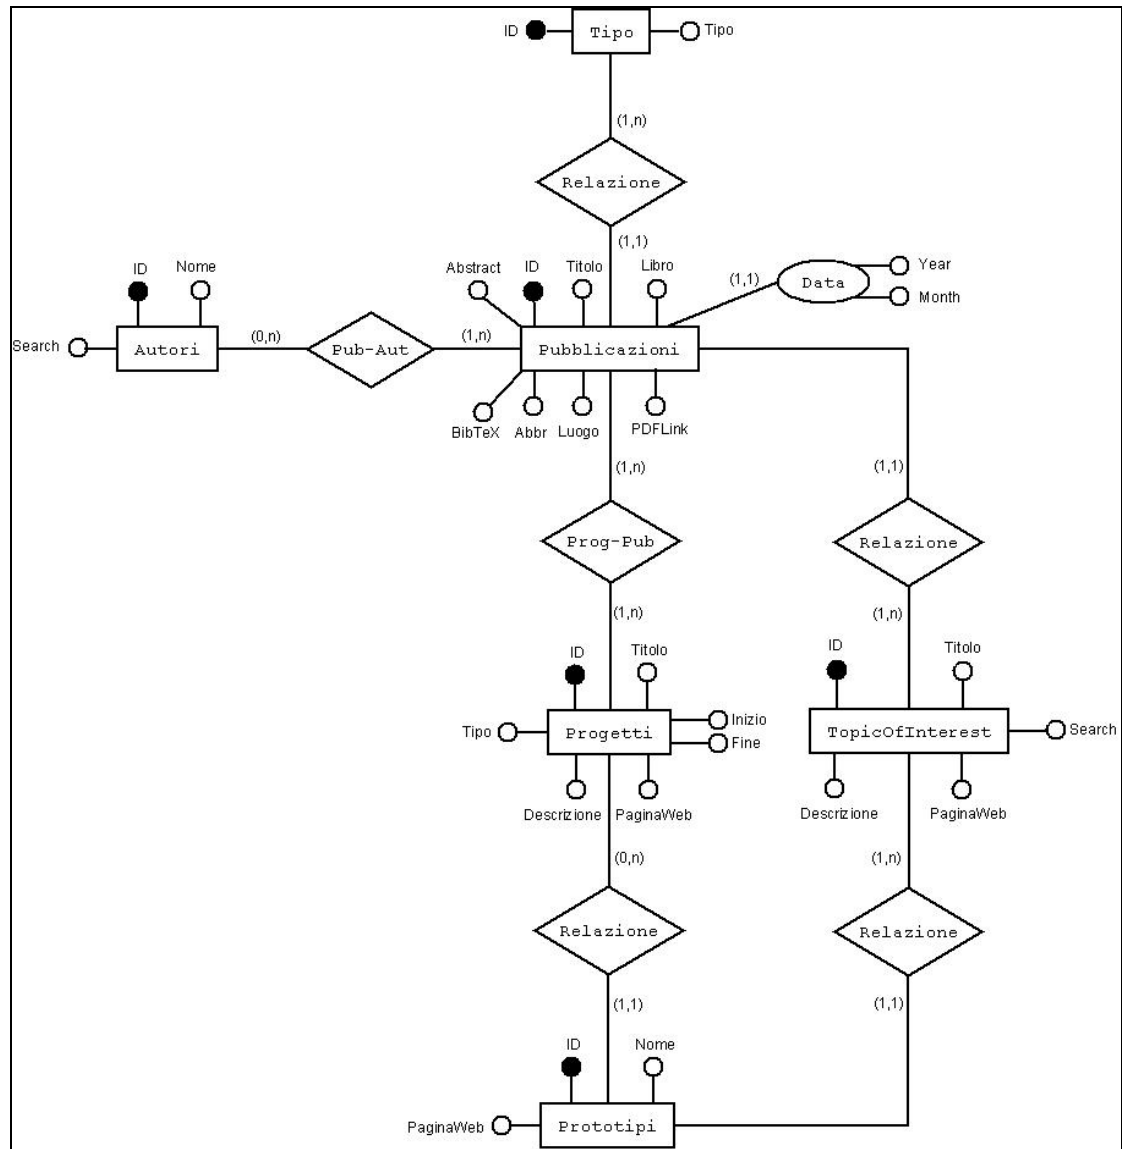 ID Tipo Tipo
(1,n)
Relazione
(1,1)
Abstract ID Titolo Libro
(1,1) Data Year
Month
ID Nome
Search Autori (0,n) Pub-Aut (1,n) Pubblicazioni
BibTeX Abbr Luogo PDFLink
(1,n) (1,1)
Prog-Pub Relazione
(1,n) (1,n)
ID Titolo ID Titolo
Tipo Progetti Inizio TopicOfInterest Search
Fine
Descrizione PaginaWeb Descrizione PaginaWeb
(0,n) (1,n)
Relazione Relazione
(1,1) (1,1)
ID Nome
PaginaWeb Prototipi